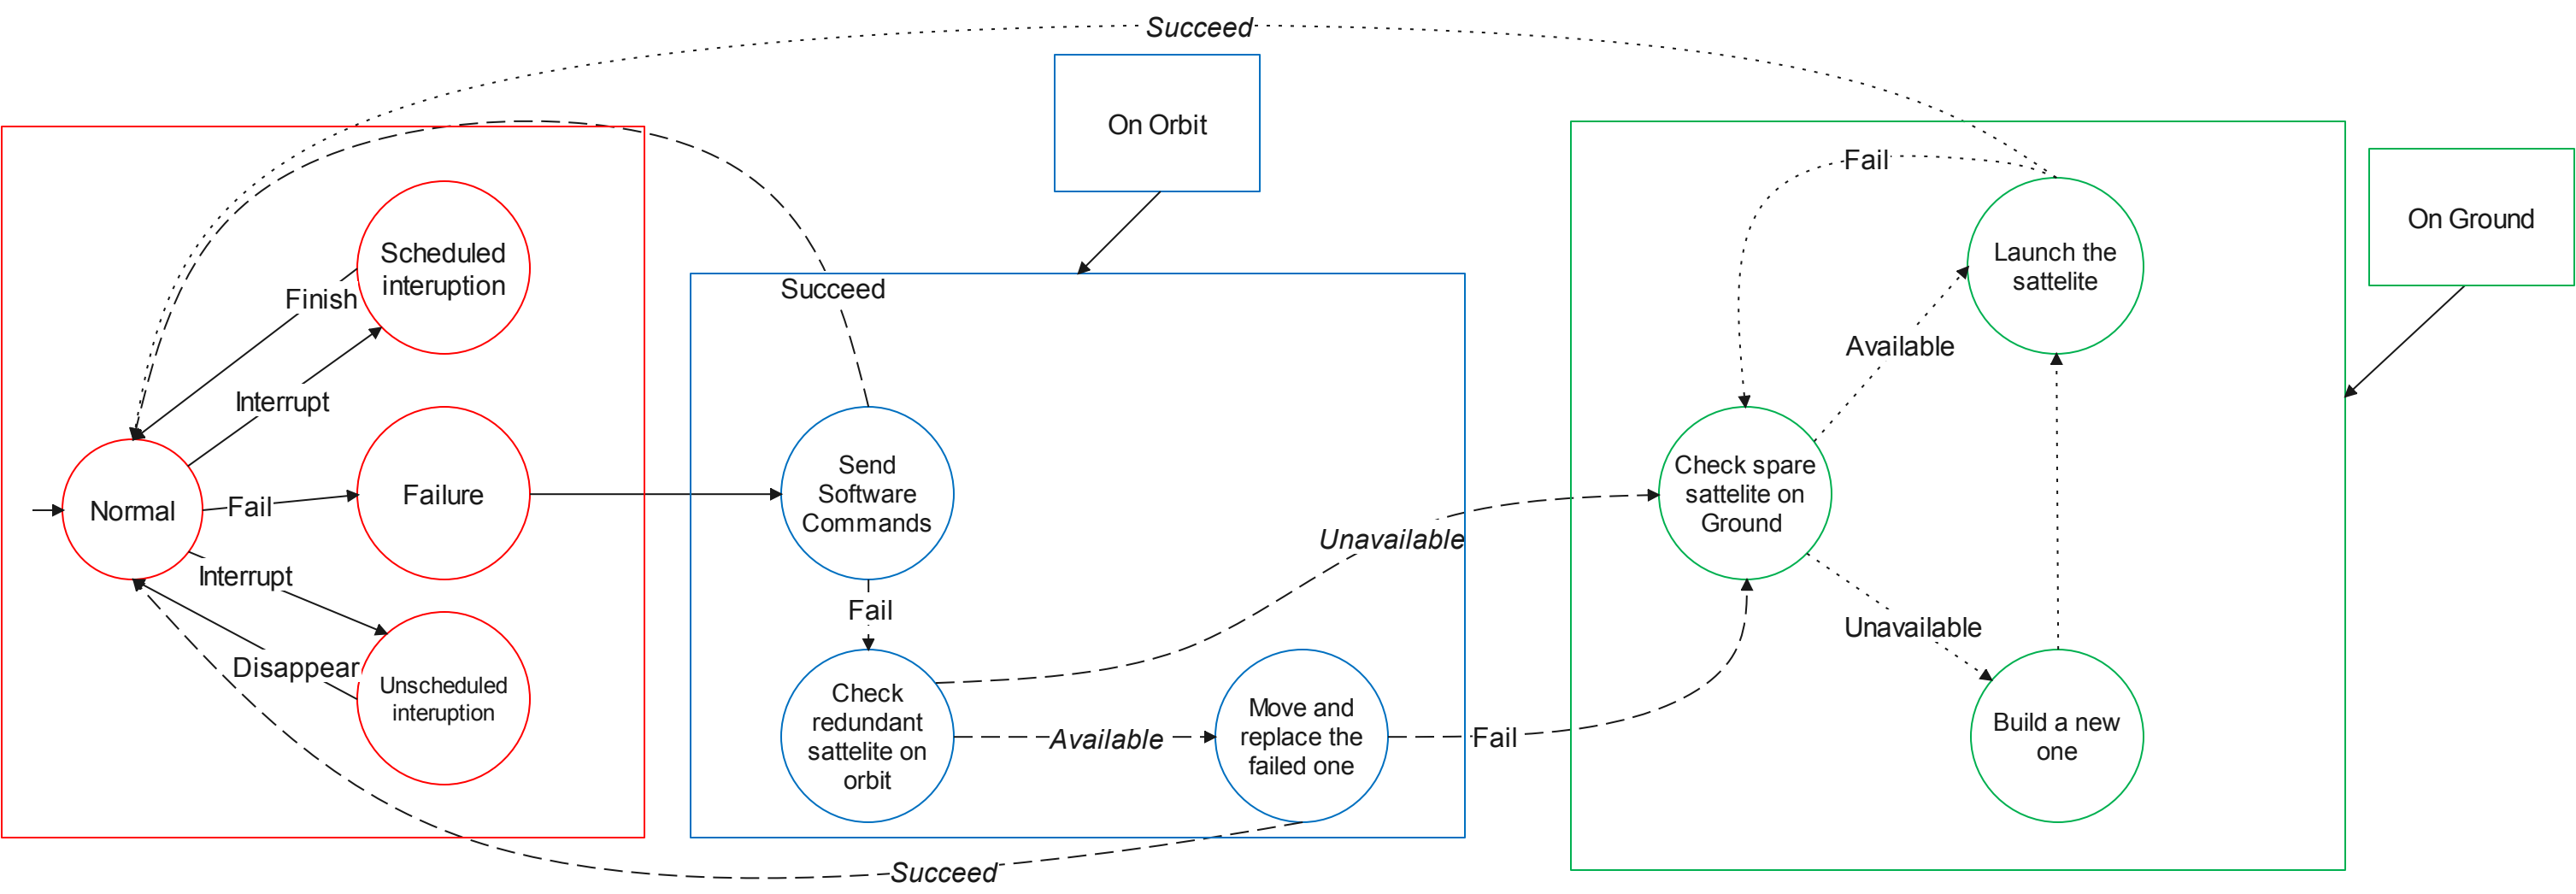 Succeed
On Orbit
Fail
On Ground
Scheduled
interuption
Launch the
sattelite
Finish
Succeed
Available
Interrupt
Normal
Fail
Failure
Send
Software
Commands
Check spare
sattelite on
Ground
Unavailable
Interrupt
Fail
Unavailable
Disappear
Unscheduled
interuption
Check
redundant
sattelite on
orbit
Available
Move and
replace the
failed one
Fail
Build a new
one
Succeed